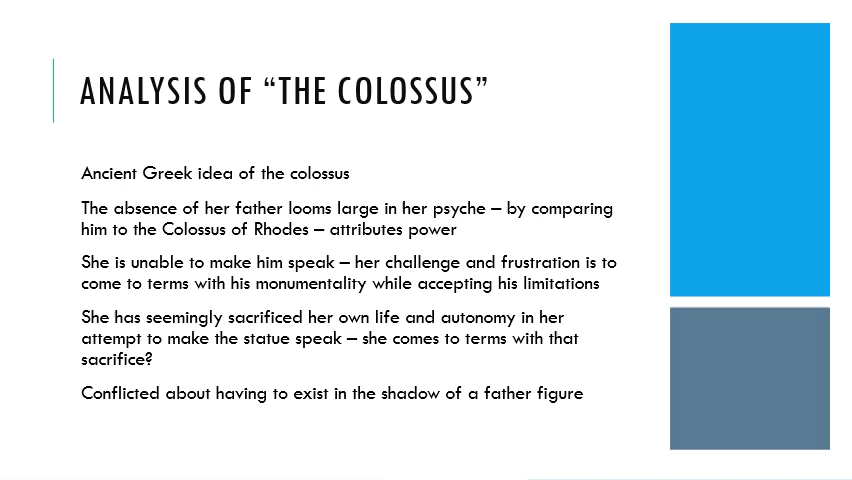 ANALYSIS OF “THE COLOSSUS”
Ancient Greek idea of the colossus
The absence of her father looms large in her psyche – by comparing
him to the Colossus of Rhodes – attributes power
She is unable to make him speak – her challenge and frustration is to
come to terms with his monumentality while accepting his limitations
She has seemingly sacrificed her own life and autonomy in her
attempt to make the statue speak – she comes to terms with that
sacrifice?
Conflicted about having to exist in the shadow of a father figure